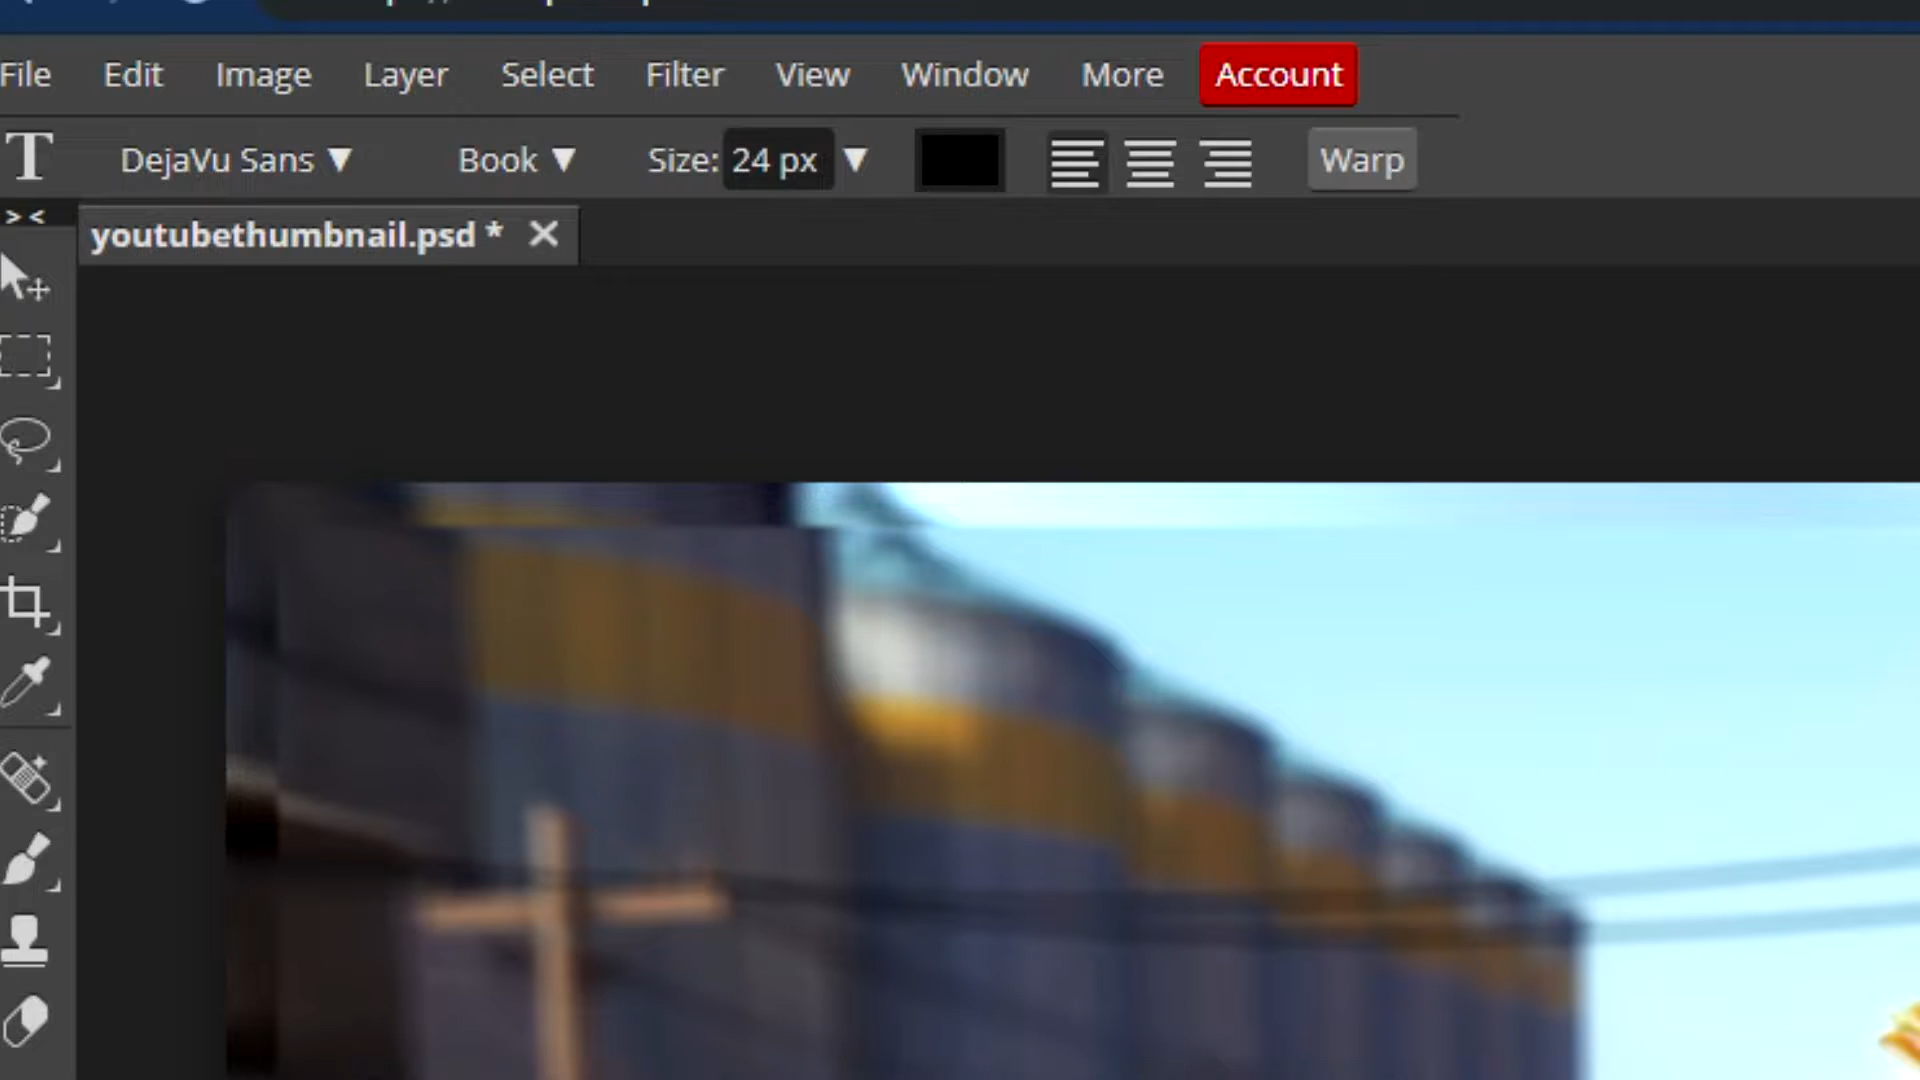 File Edit Image Layer Select Filter View Window More Account
T DejaVu Sans Book Size: 24 px Warp
> <
youtubethumbnail.psd *